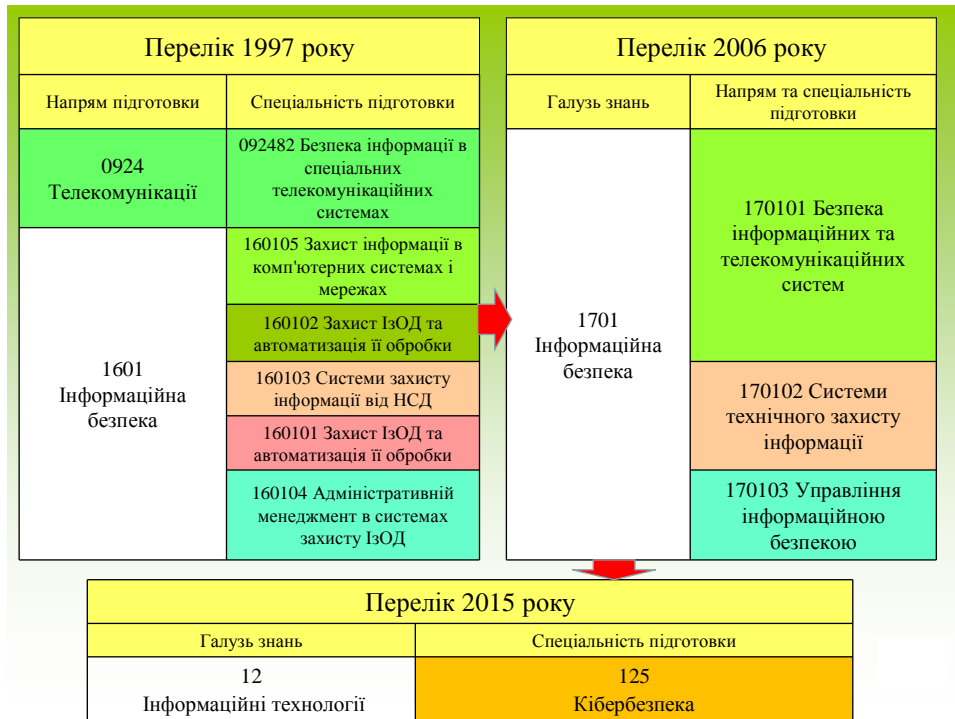 Перелік 1997 року
Напрям підготовки
Спеціальність підготовки
0924
Телекомунікації
092482 Безпека інформації в
спеціальних
телекомунікаційних
системах
1601
Інформаційна
безпека
160105 Захист інформації в
комп'ютерних системах і
мережах
160102 Захист ІзОД та
автоматизація її обробки
160103 Системи захисту
інформації від НСД
160101 Захист ІзОД та
автоматизація її обробки
160104 Адміністративній
менеджмент в системах
захисту ІзОД
Перелік 2006 року
Галузь знань
Напрям та спеціальність
підготовки
1701
Інформаційна
безпека
170101 Безпека
інформаційних та
телекомунікаційних
систем
170102 Системи
технічного захисту
інформації
170103 Управління
інформаційною
безпекою
Перелік 2015 року
Галузь знань
Спеціальність підготовки
12
Інформаційні технології
125
Кібербезпека